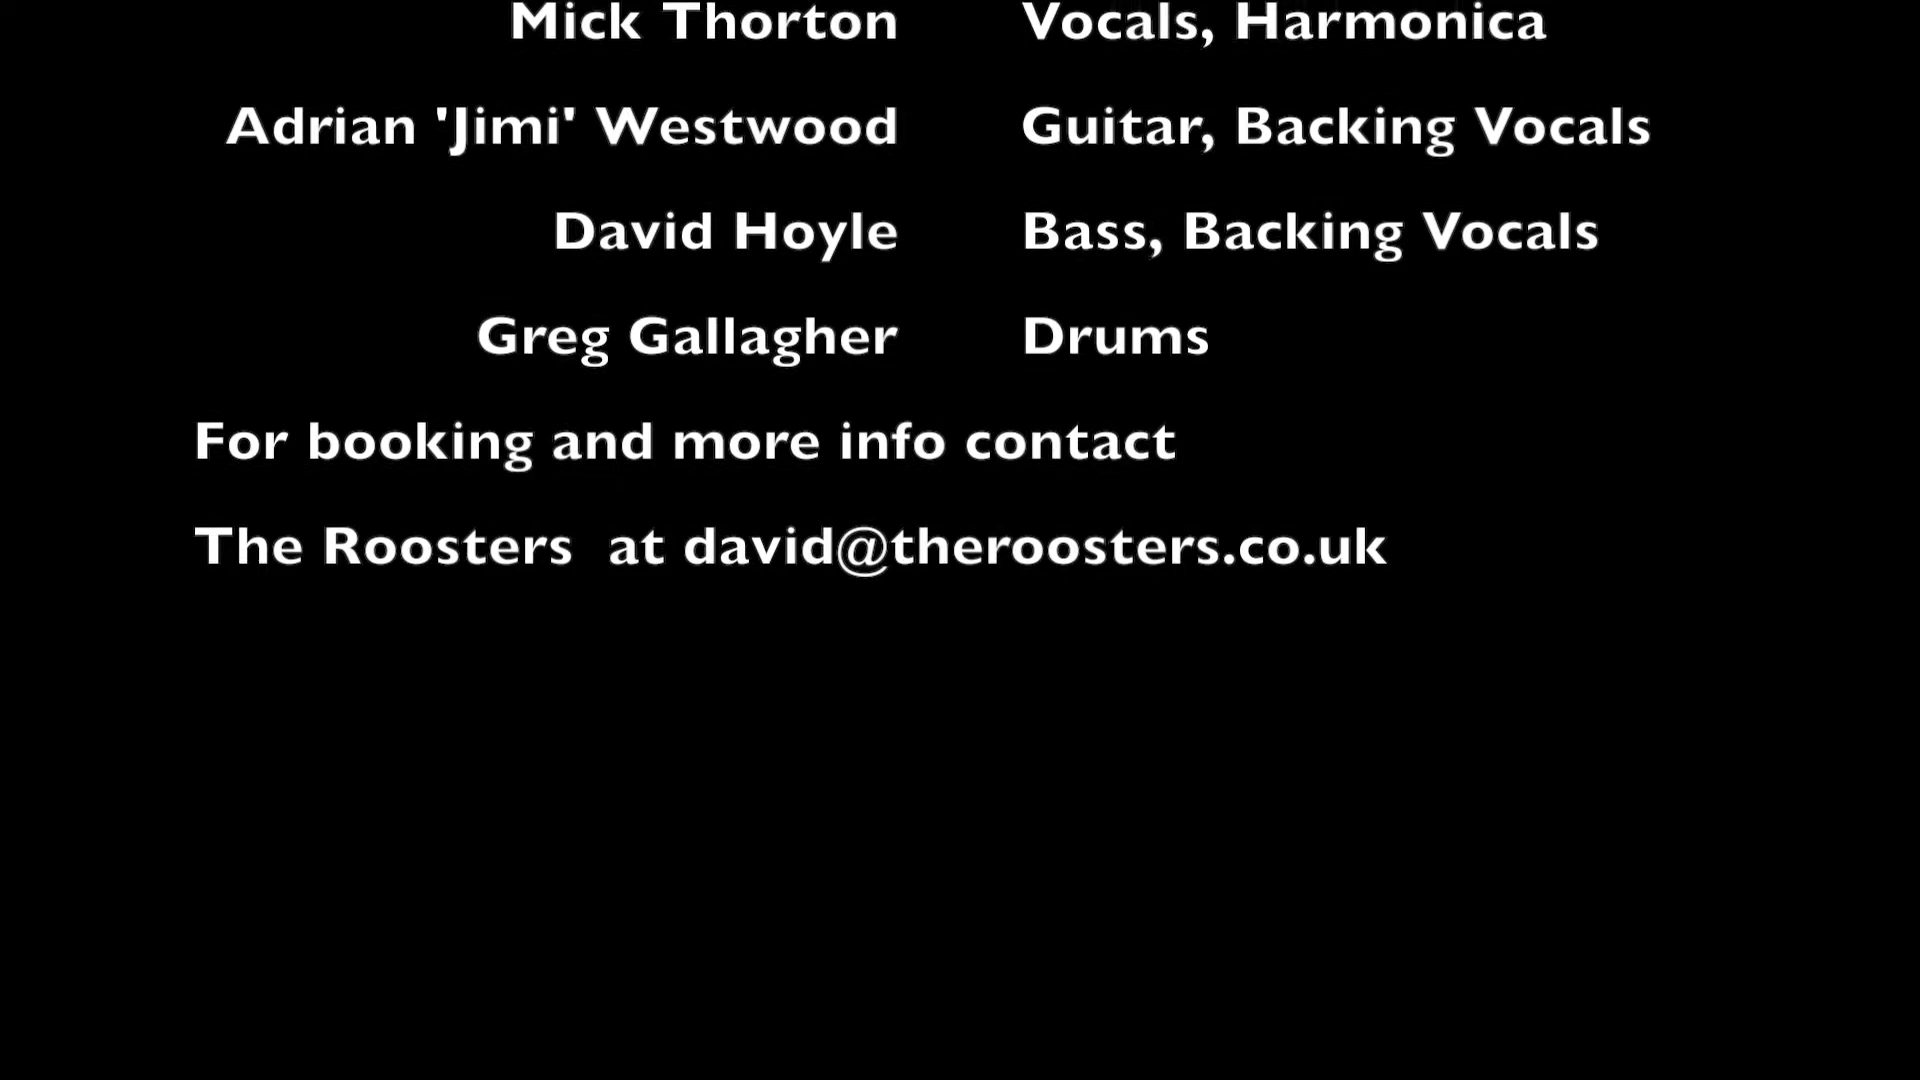 Mick Thorton Vocals, Harmonica
Adrian 'Jimi' Westwood Guitar, Backing Vocals
David Hoyle Bass, Backing Vocals
Greg Gallagher Drums
For booking and more info contact
The Roosters  at david@theroosters.co.uk